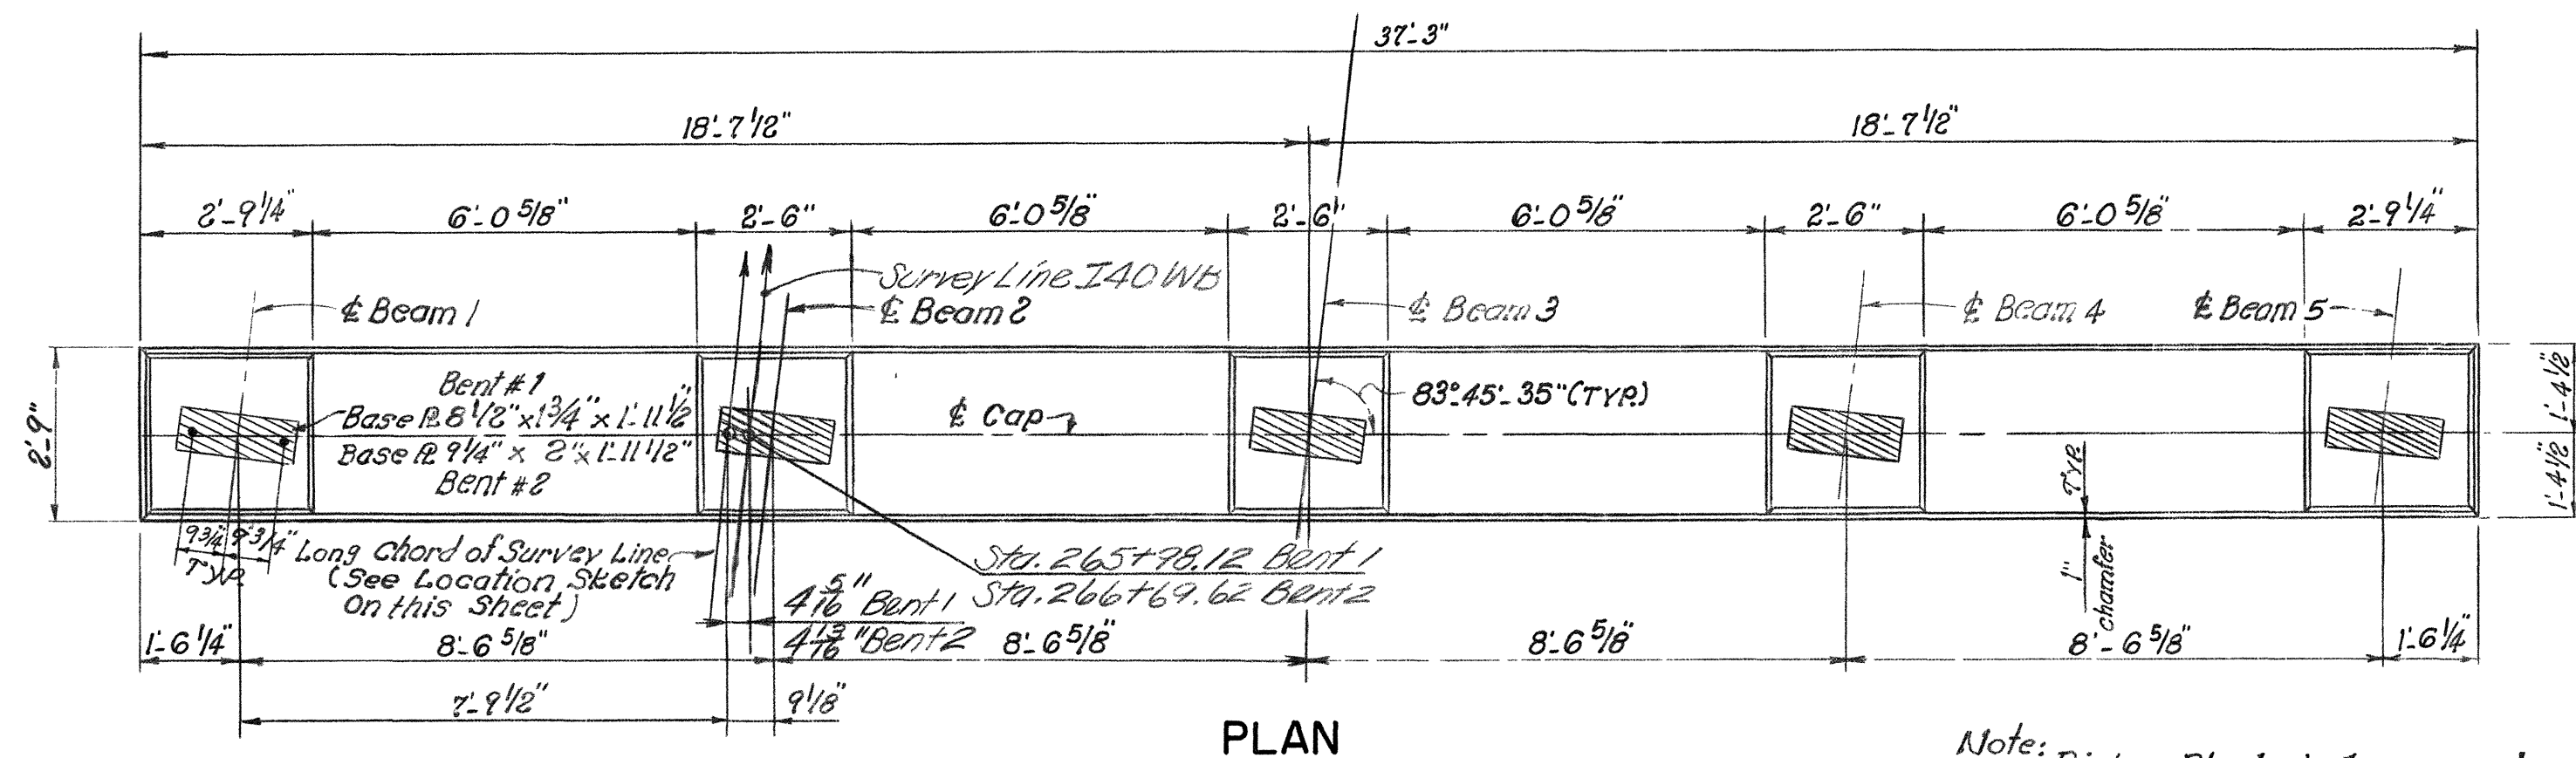 37'-3"
18'-7 1/2"
18'-7 1/2"
2'-9 1/4"
6'-0 5/8"
2'-6"
6'-0 5/8"
2'-6"
6'-0 5/8"
2'-6"
6'-0 5/8"
2'-9 1/4"
Survey Line I40 WB
℄ Beam 1
℄ Beam 2
℄ Beam 3
℄ Beam 4
℄ Beam 5
2'-9"
Bent #1
Base ℙ 8 1/2" x 1 3/4" x 1'-11 1/2"
Base ℙ 9 1/4" x 2" x 1'-11 1/2"
Bent #2
℄ Cap
83°-45'-35" (TYP.)
1'-4 1/2"
1'-4 1/2"
TYP.
1"
chamfer
9 3/4"
9 3/4"
TYP.
Long Chord of Survey Line
(See Location Sketch
On this Sheet)
Sta. 265+98.12 Bent 1
Sta. 266+69.62 Bent 2
4 5/16" Bent 1
4 13/16" Bent 2
1'-6 1/4"
8'-6 5/8"
8'-6 5/8"
8'-6 5/8"
8'-6 5/8"
1'-6 1/4"
7'-9 1/2"
9 1/8"
PLAN
Note: